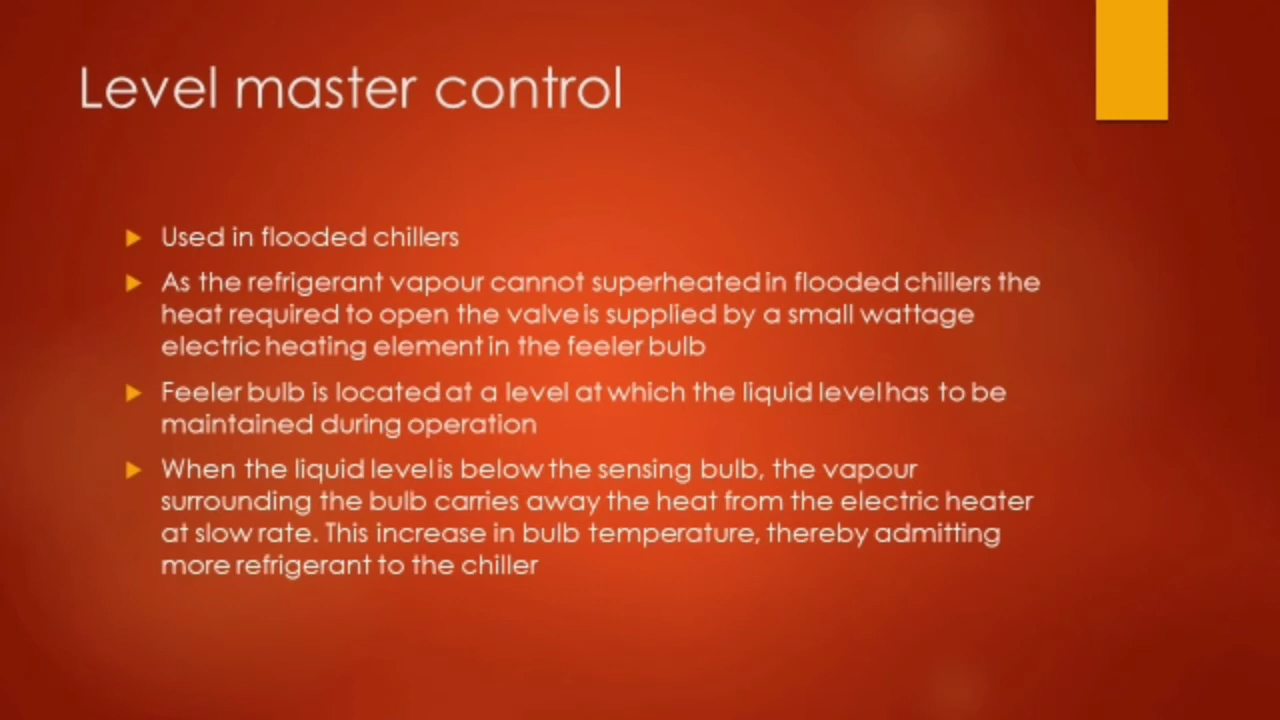 Level master control
Used in flooded chillers
As the refrigerant vapour cannot superheated in flooded chillers the
heat required to open the valve is supplied by a small wattage
electric heating element in the feeler bulb
Feeler bulb is located at a level at which the liquid level has to be
maintained during operation
When the liquid level is below the sensing bulb, the vapour
surrounding the bulb carries away the heat from the electric heater
at slow rate. This increase in bulb temperature, thereby admitting
more refrigerant to the chiller